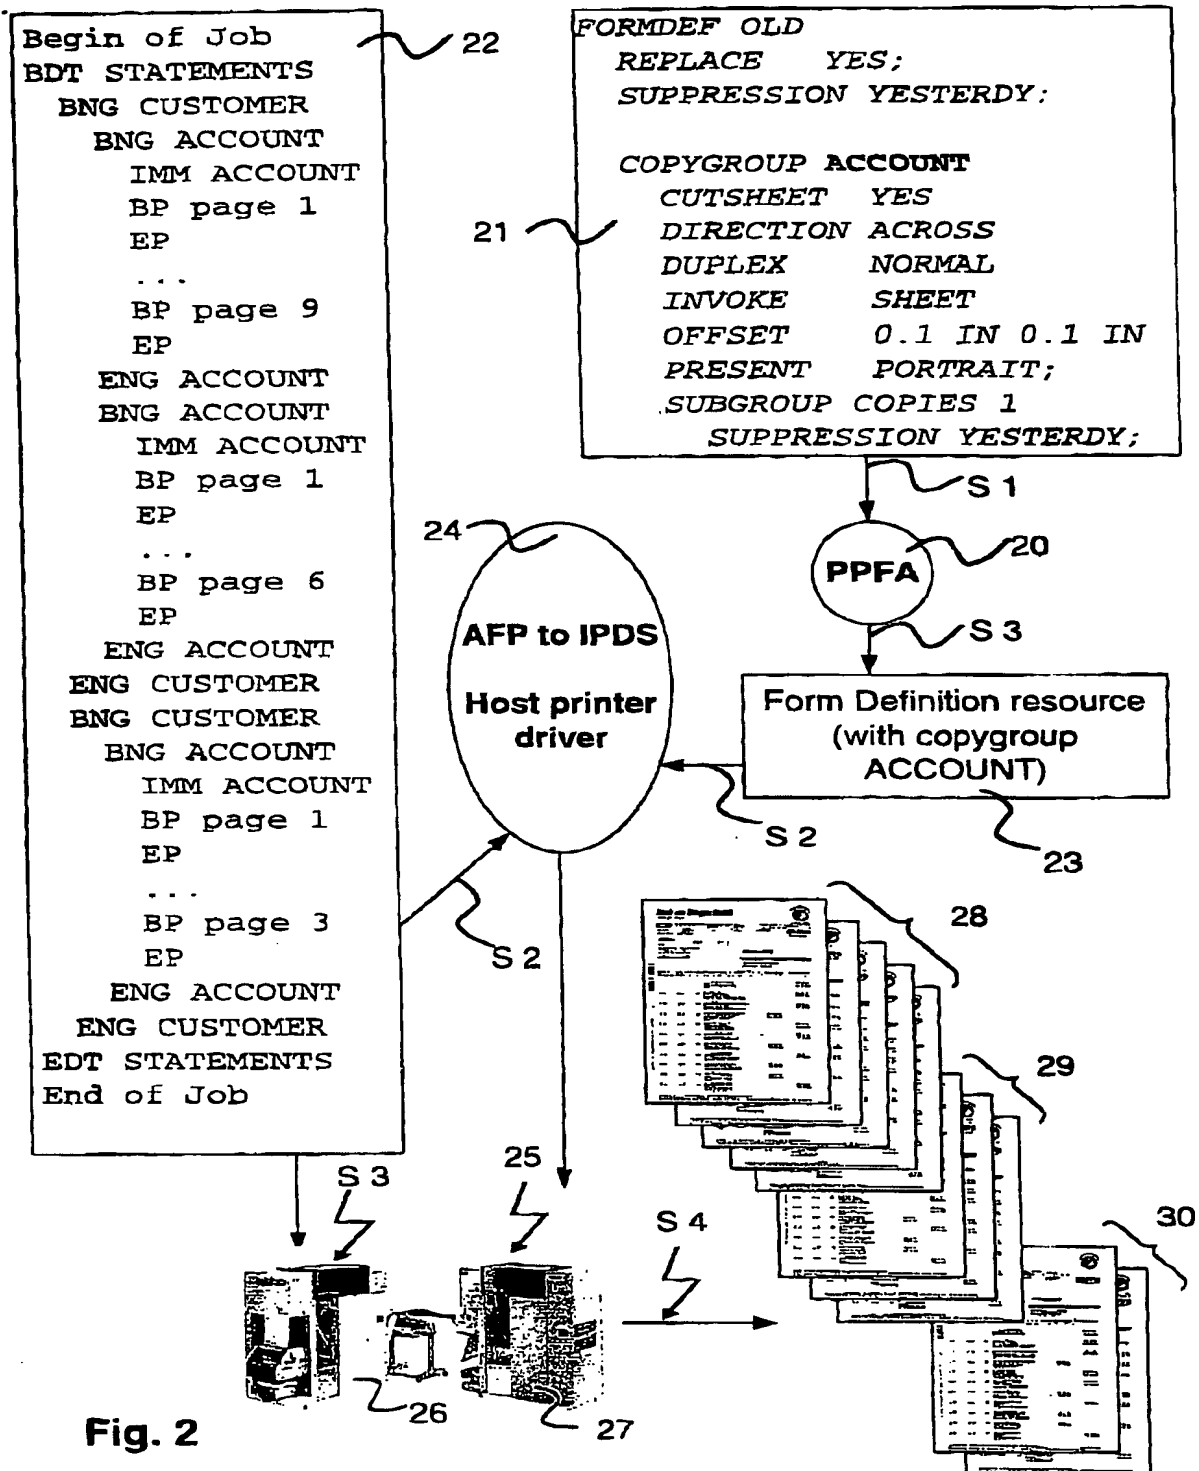 Begin of Job
BDT STATEMENTS
BNG CUSTOMER
BNG ACCOUNT
IMM ACCOUNT
BP page 1
EP
...
BP page 9
EP
ENG ACCOUNT
BNG ACCOUNT
IMM ACCOUNT
BP page 1
EP
...
BP page 6
EP
ENG ACCOUNT
ENG CUSTOMER
BNG CUSTOMER
BNG ACCOUNT
IMM ACCOUNT
BP page 1
EP
...
BP page 3
EP
ENG ACCOUNT
ENG CUSTOMER
EDT STATEMENTS
End of Job
22
FORMDEF OLD
REPLACE YES;
SUPPRESSION YESTERDY;
COPYGROUP ACCOUNT
CUTSHEET YES
DIRECTION ACROSS
DUPLEX NORMAL
INVOKE SHEET
OFFSET 0.1 IN 0.1 IN
PRESENT PORTRAIT;
SUBGROUP COPIES 1
SUPPRESSION YESTERDY;
21
S 1
PPFA
20
S 3
Form Definition resource
(with copygroup
ACCOUNT)
23
S 2
24
AFP to IPDS
Host printer
driver
S 2
S 3
25
26
27
S 4
28
29
30
Fig. 2